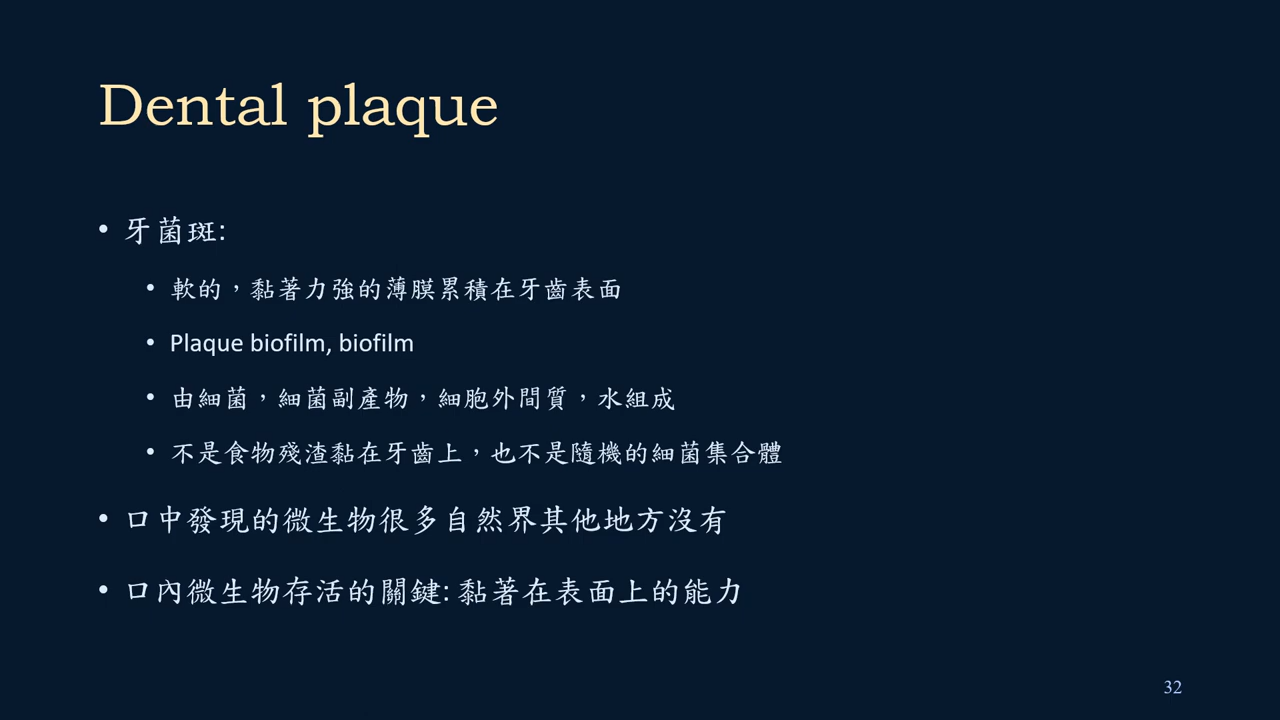 Dental plaque
• 牙菌斑:
• 軟的，黏著力強的薄膜累積在牙齒表面
• Plaque biofilm, biofilm
• 由細菌，細菌副產物，細胞外間質，水組成
• 不是食物殘渣黏在牙齒上，也不是隨機的細菌集合體
• 口中發現的微生物很多自然界其他地方沒有
• 口內微生物存活的關鍵: 黏著在表面上的能力
32